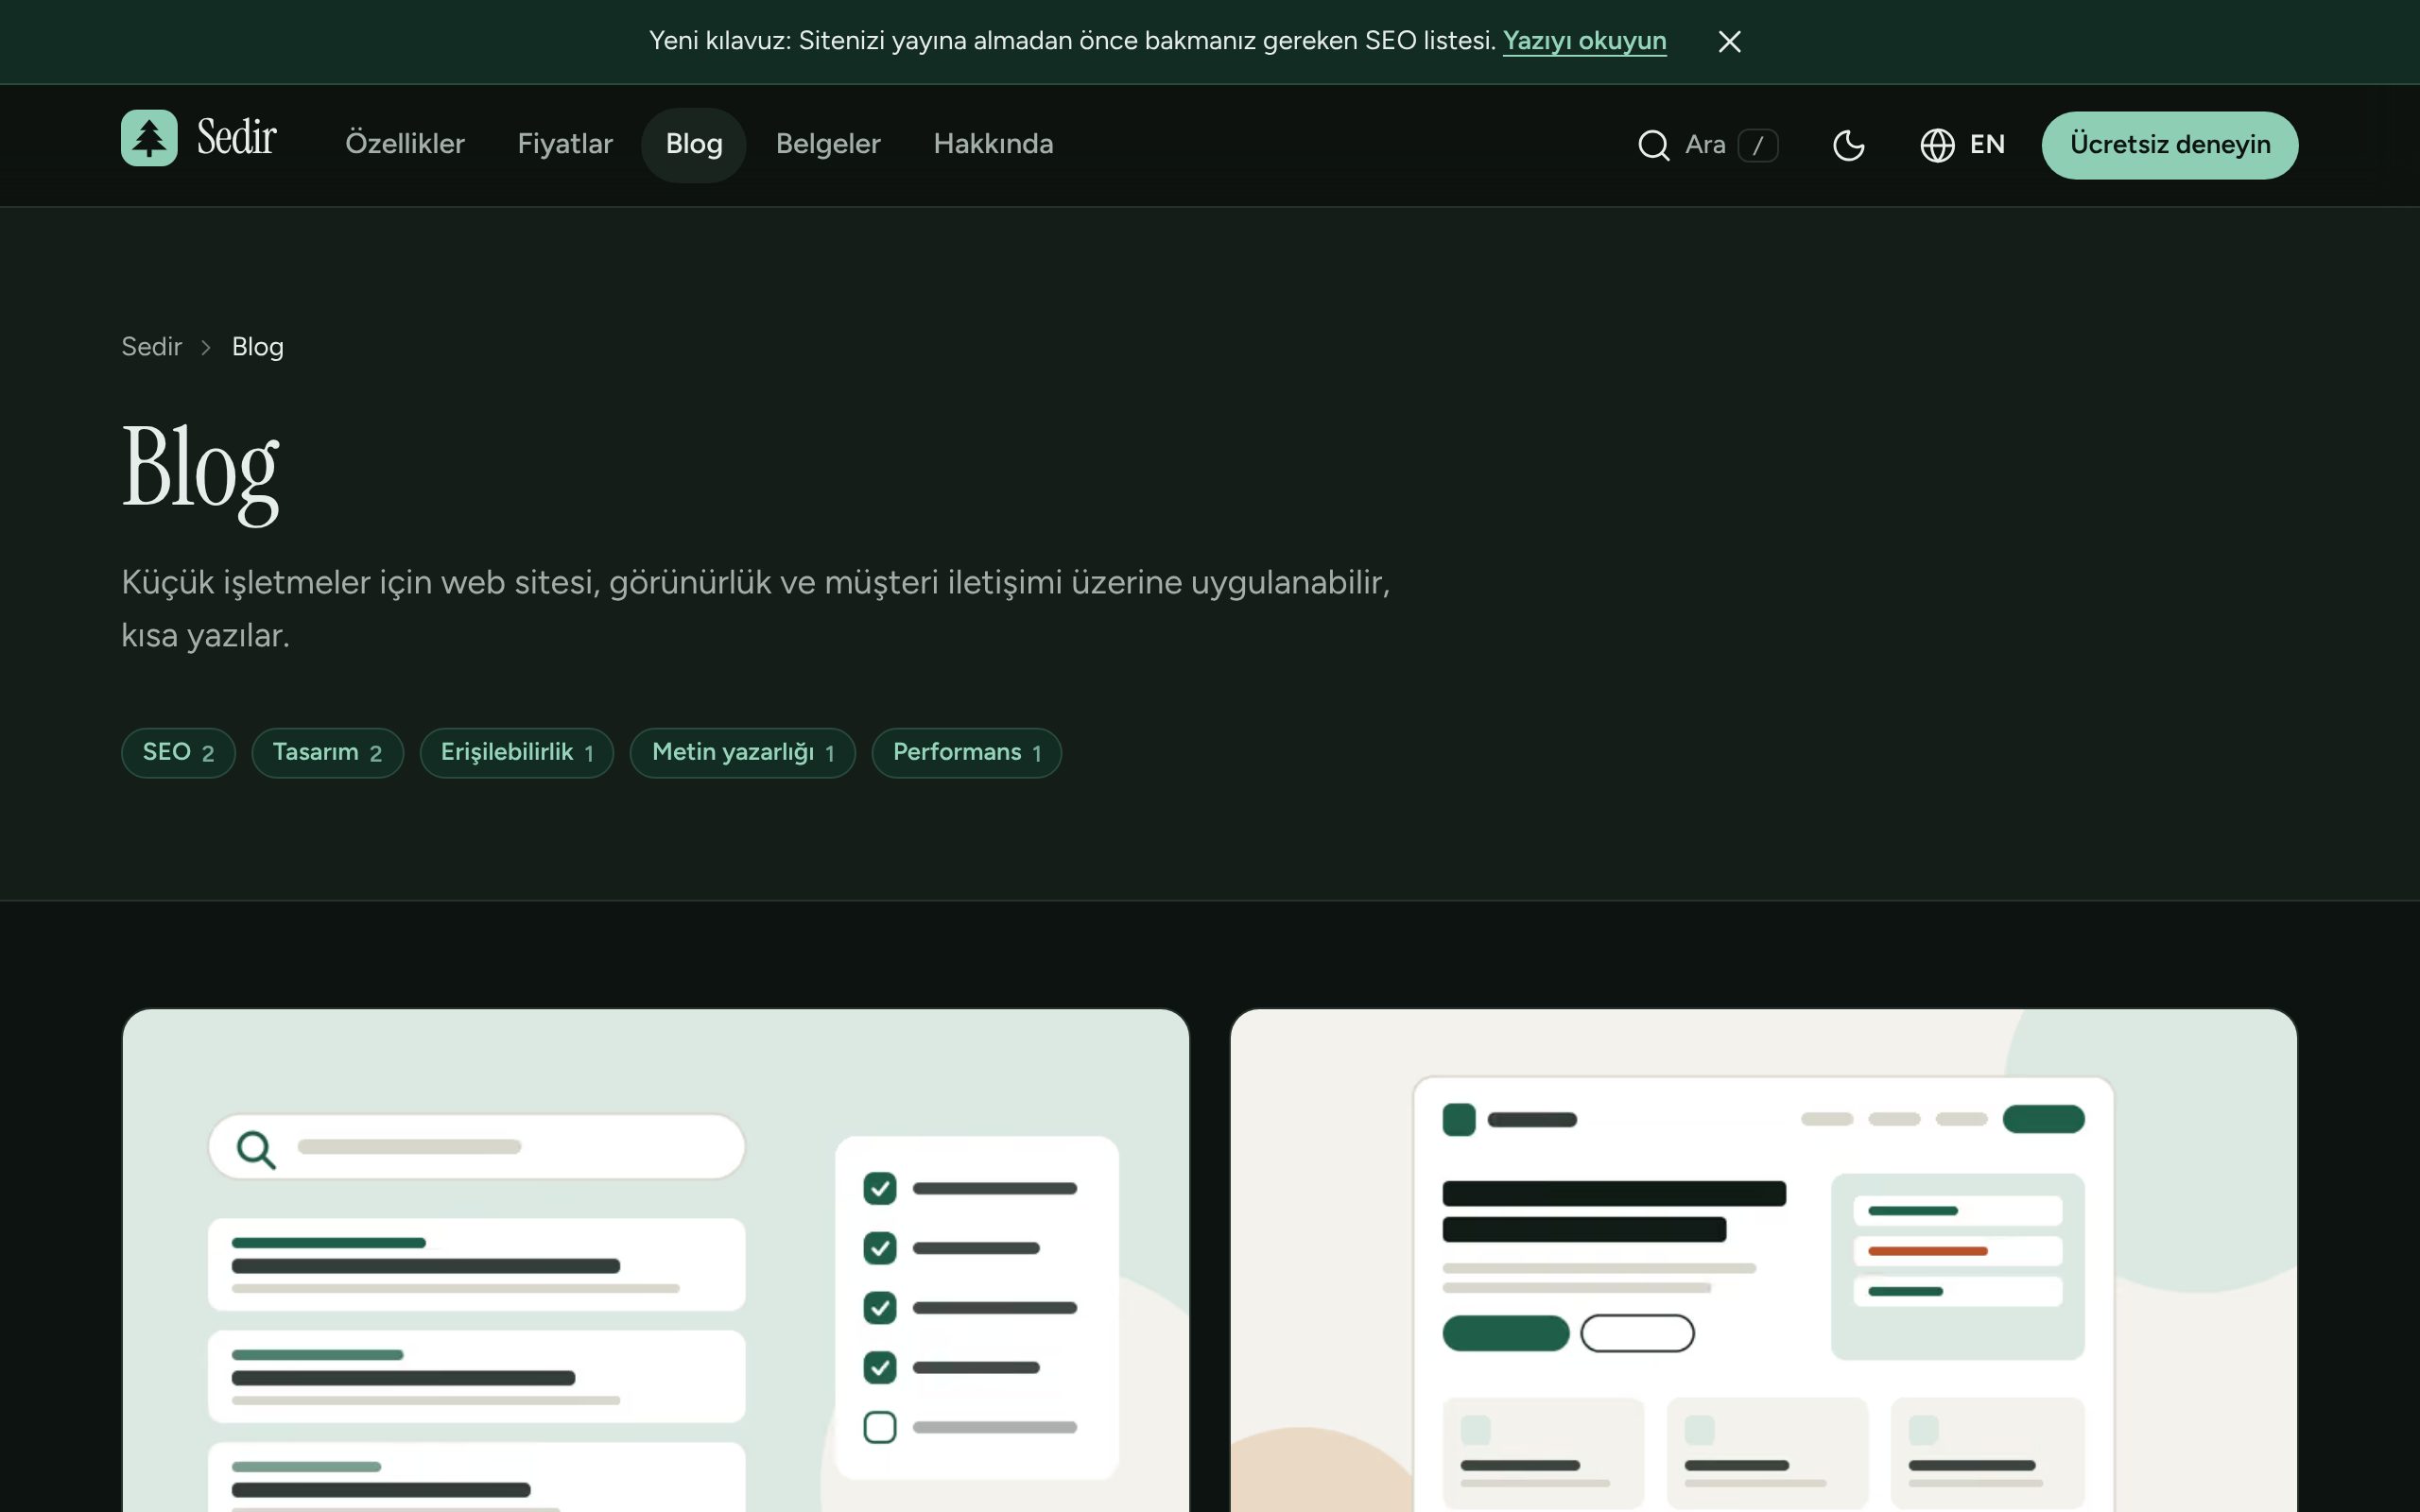 Yeni kılavuz: Sitenizi yayına almadan önce bakmanız gereken SEO listesi. Yazıyı okuyun
Sedir
Özellikler
Fiyatlar
Blog
Belgeler
Hakkında
Ara /
EN
Ücretsiz deneyin
Sedir > Blog
Blog
Küçük işletmeler için web sitesi, görünürlük ve müşteri iletişimi üzerine uygulanabilir,
kısa yazılar.
SEO 2
Tasarım 2
Erişilebilirlik 1
Metin yazarlığı 1
Performans 1